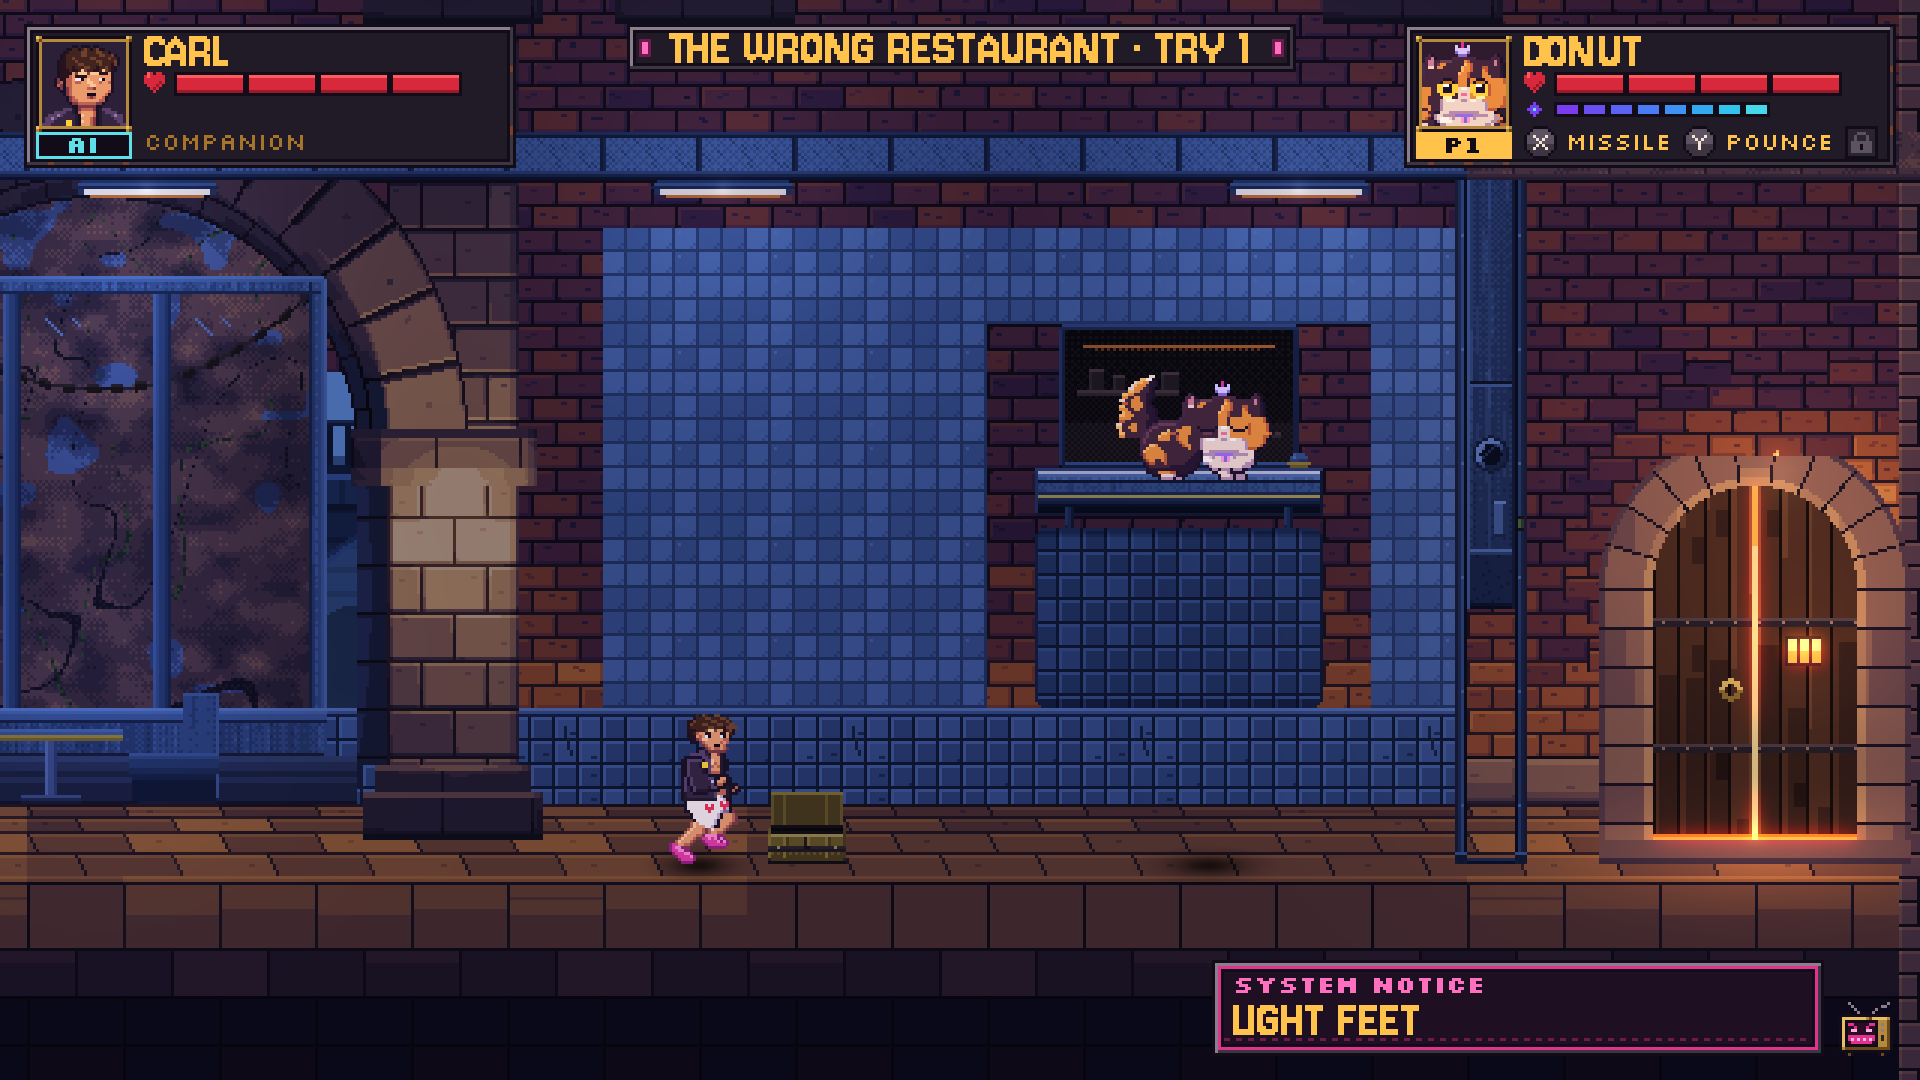 CARL
AI
COMPANION
THE WRONG RESTAURANT · TRY 1
DONUT
P1
X MISSILE Y POUNCE
SYSTEM NOTICE
LIGHT FEET